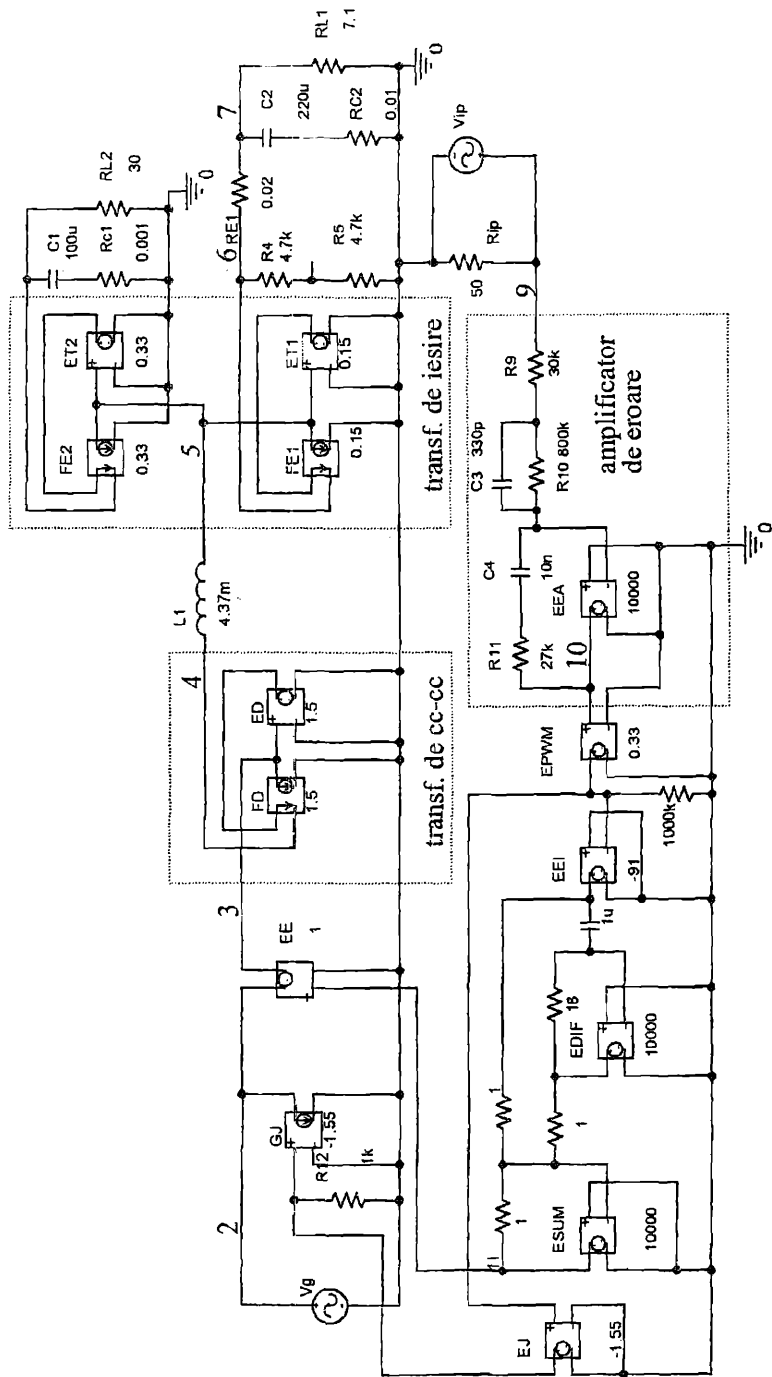 RL2
30
C1
100u
Rc1
0.001
RL1
7.1
7
C2
220u
RC2
0.01
0
0
RE1
0.02
6
R4
4.7k
R5
4.7k
Vip
Rip
50
9
ET2
0.33
FE2
0.33
ET1
0.15
FE1
0.15
5
transf. de iesire
L1
4.37m
4
ED
1.5
FD
1.5
transf. de cc-cc
3
EE
1
GJ
-1.55
R12
1k
2
Vg
R9
30k
C3
330p
R10 800k
C4
10n
R11
27k
EEA
10000
10
amplificator
de eroare
0
EPWM
0.33
1000k
EEI
-91
1u
18
EDIF
10000
1
1
1
11
ESUM
10000
EJ
-1.55